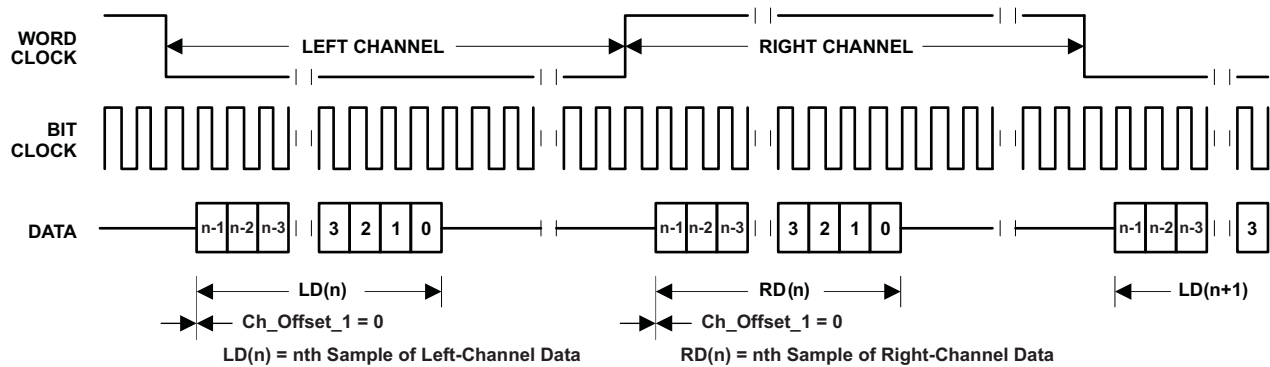 WORD
CLOCK
LEFT CHANNEL
RIGHT CHANNEL
BIT
CLOCK
DATA
n-1 n-2 n-3 3 2 1 0 n-1 n-2 n-3 3 2 1 0 n-1 n-2 n-3 3
LD(n) RD(n) LD(n+1)
Ch_Offset_1 = 0 Ch_Offset_1 = 0
LD(n) = nth Sample of Left-Channel Data RD(n) = nth Sample of Right-Channel Data